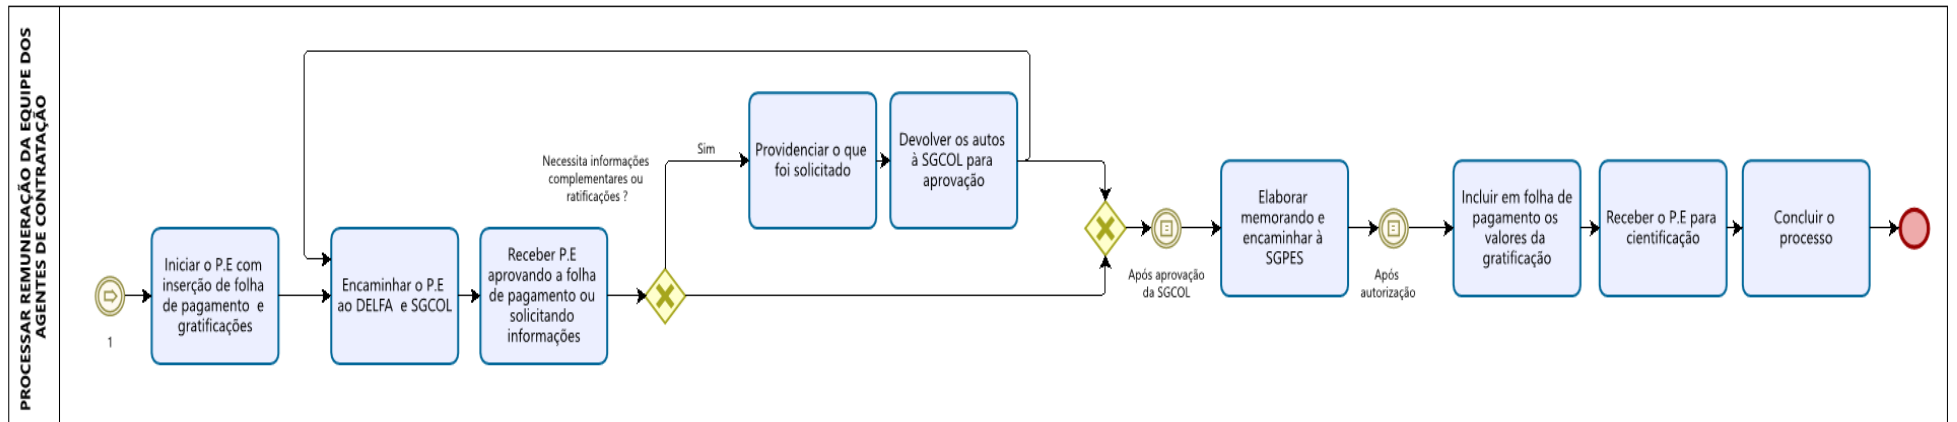 PROCESSAR REMUNERAÇÃO DA EQUIPE DOS
AGENTES DE CONTRATAÇÃO
1
Iniciar o P.E com
inserção de folha
de pagamento e
gratificações
Encaminhar o P.E
ao DELFA e SGCOL
Receber P.E
aprovando a folha
de pagamento ou
solicitando
informações
Necessita informações
complementares ou
ratificações ?
Sim
Providenciar o que
foi solicitado
Devolver os autos
à SGCOL para
aprovação
Após aprovação
da SGCOL
Elaborar
memorando e
encaminhar à
SGPES
Após
autorização
Incluir em folha de
pagamento os
valores da
gratificação
Receber o P.E para
cientificação
Concluir o
processo